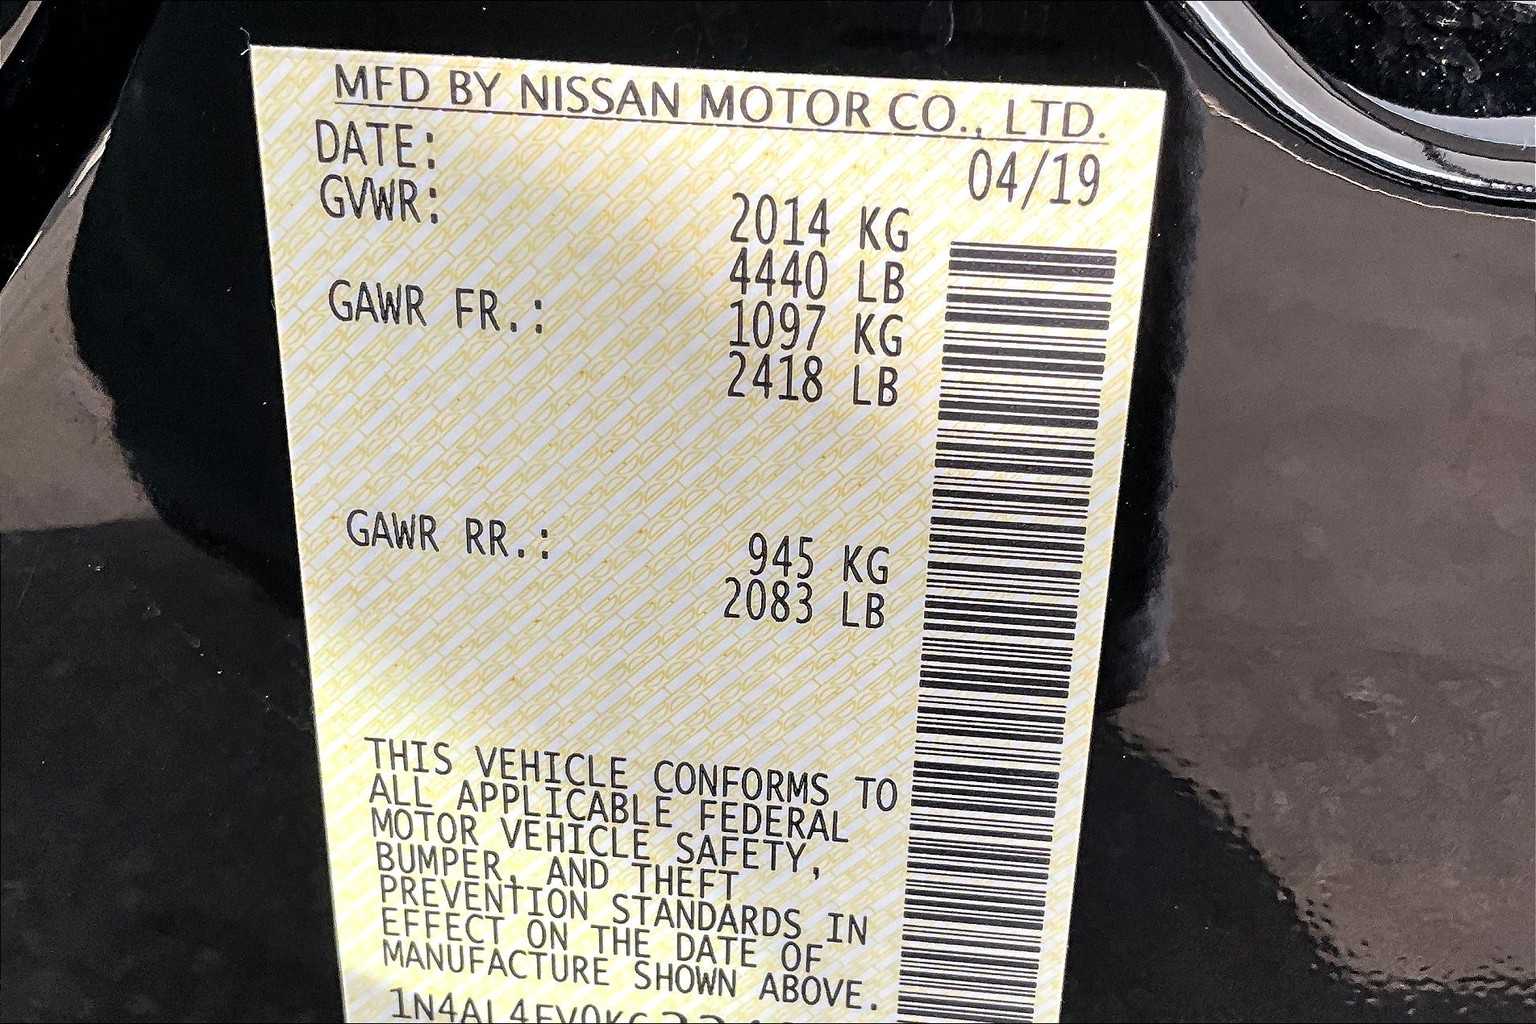 MFD BY NISSAN MOTOR CO., LTD.
DATE: 04/19
GVWR: 2014 KG
4440 LB
GAWR FR.: 1097 KG
2418 LB
GAWR RR.: 945 KG
2083 LB
THIS VEHICLE CONFORMS TO
ALL APPLICABLE FEDERAL
MOTOR VEHICLE SAFETY,
BUMPER, AND THEFT
PREVENTION STANDARDS IN
EFFECT ON THE DATE OF
MANUFACTURE SHOWN ABOVE.